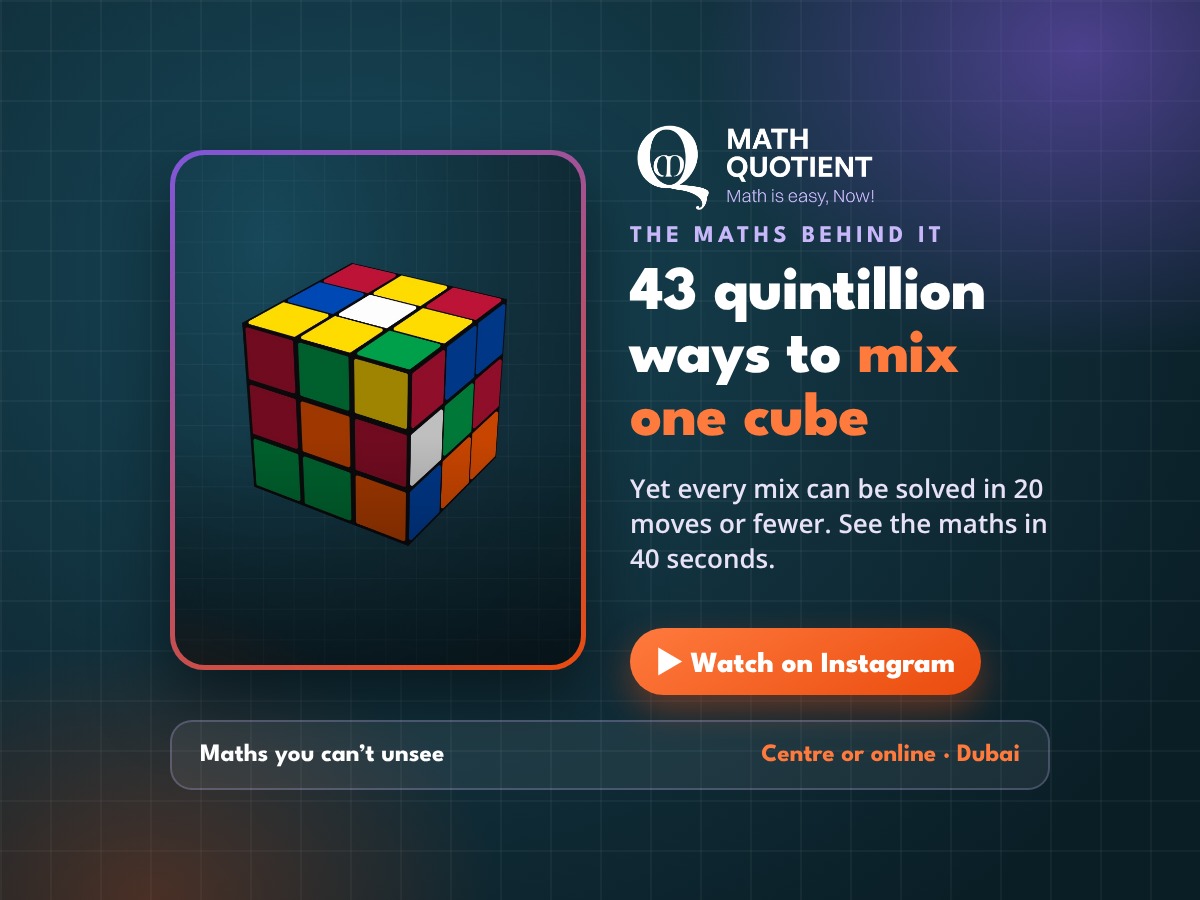 MATH
QUOTIENT
Math is easy, Now!
THE MATHS BEHIND IT
43 quintillion
ways to mix
one cube
Yet every mix can be solved in 20
moves or fewer. See the maths in
40 seconds.
▶ Watch on Instagram
Maths you can’t unsee
Centre or online · Dubai